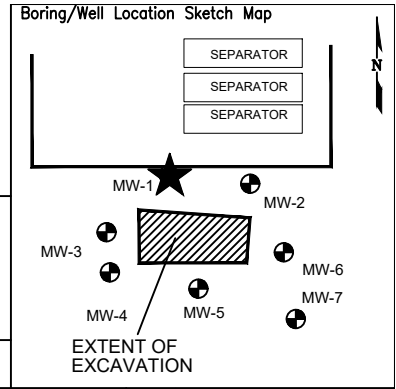 Boring/Well Location Sketch Map
SEPARATOR
N
SEPARATOR
SEPARATOR
MW-1
MW-2
MW-3
MW-6
MW-7
MW-4
MW-5
EXTENT OF
EXCAVATION